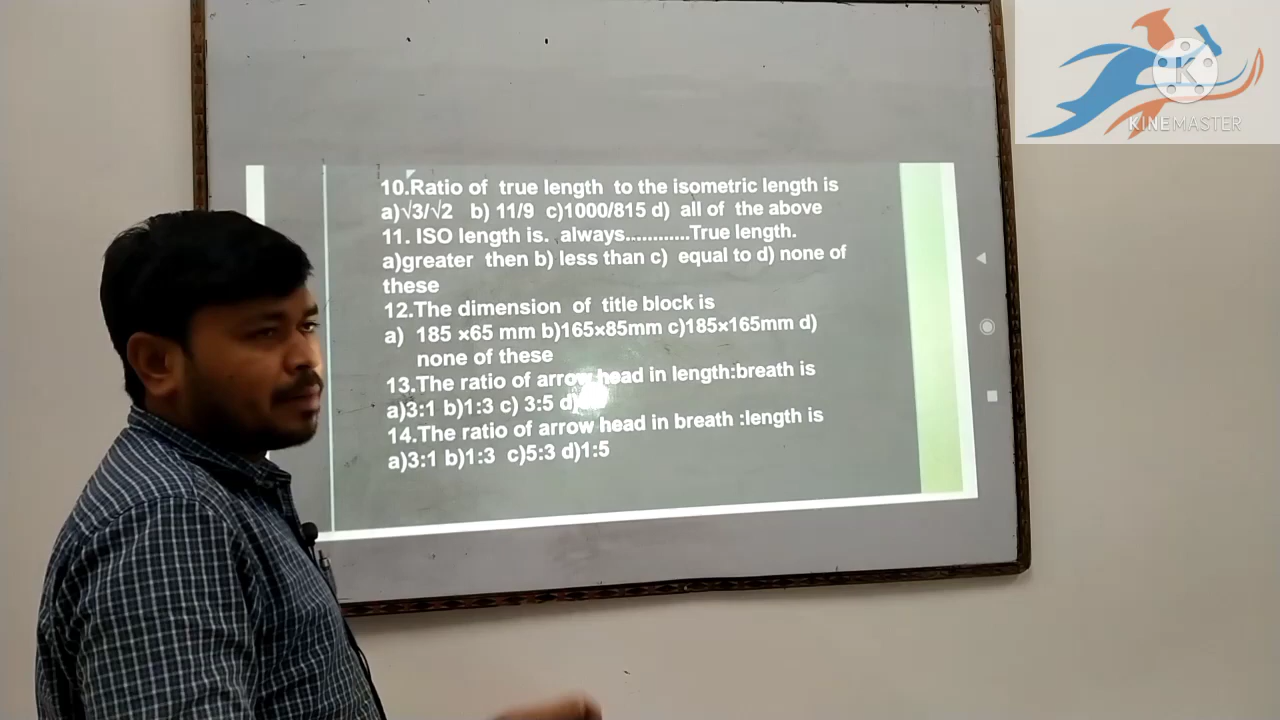 KINEMASTER
10.Ratio of true length to the isometric length is
a)√3/√2 b) 11/9 c)1000/815 d) all of the above
11. ISO length is. always............True length.
a)greater then b) less than c) equal to d) none of
these
12.The dimension of title block is
a) 185 ×65 mm b)165×85mm c)185×165mm d)
none of these
13.The ratio of arrow head in length:breath is
a)3:1 b)1:3 c) 3:5 d)
14.The ratio of arrow head in breath :length is
a)3:1 b)1:3 c)5:3 d)1:5